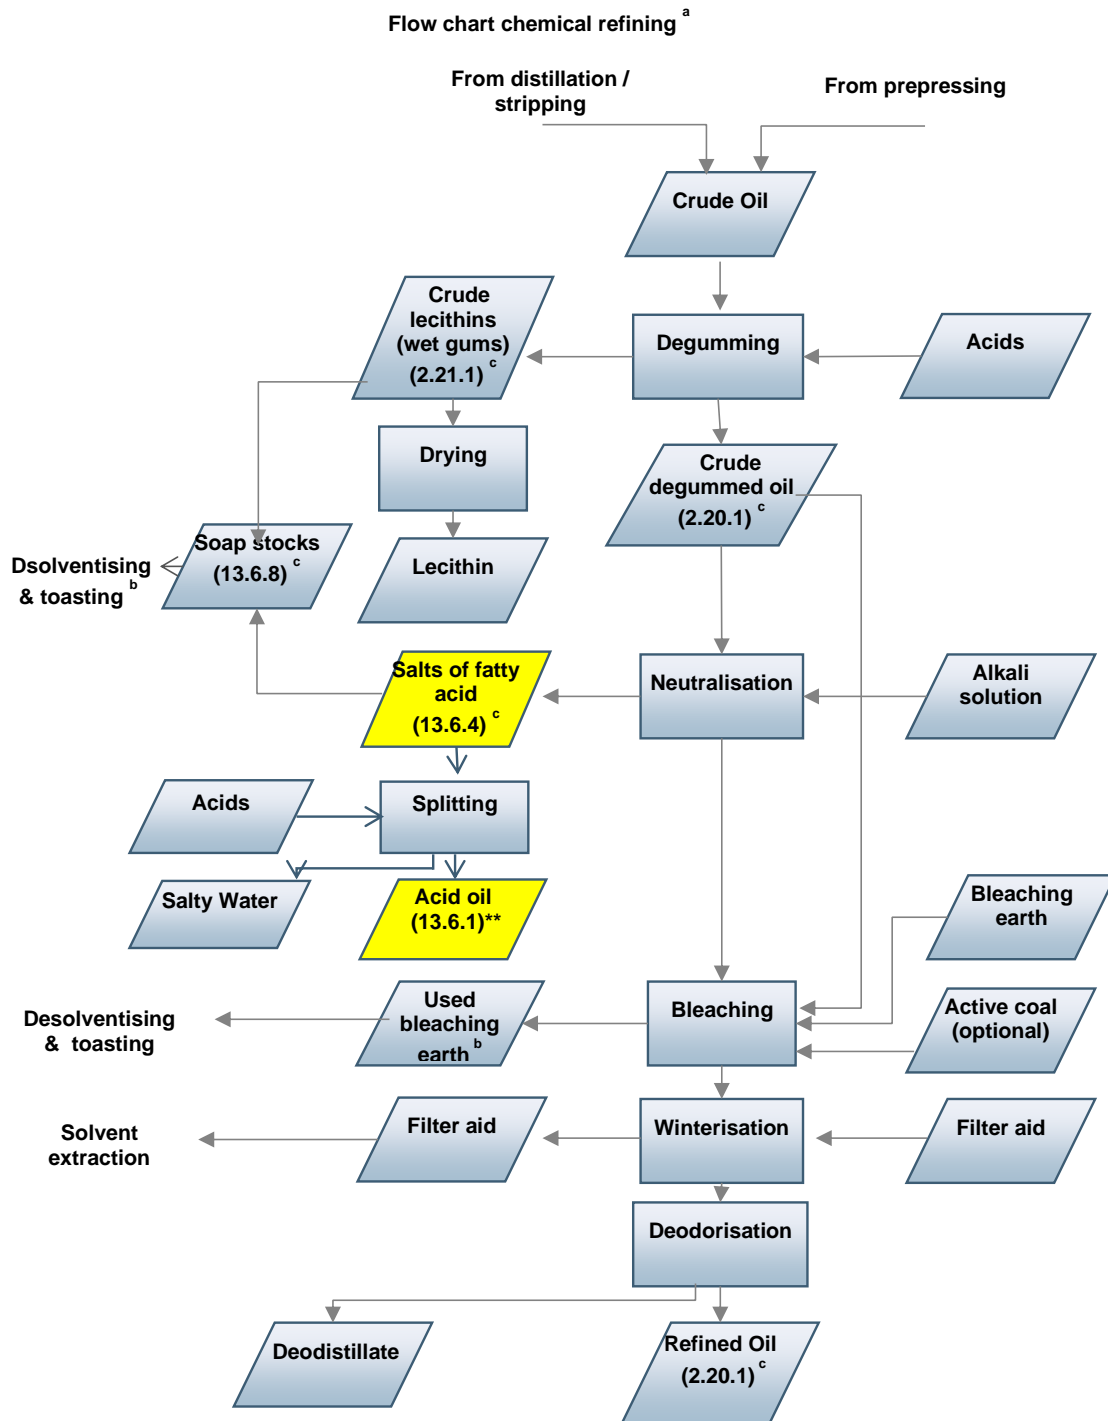 Flow chart chemical refining a
From distillation /
stripping
From prepressing
Crude Oil
Crude
lecithins
(wet gums)
(2.21.1) c
Degumming
Acids
Drying
Crude
degummed oil
(2.20.1) c
Soap stocks
(13.6.8) c
Dsolventising
& toasting b
Lecithin
Salts of fatty
acid
(13.6.4) c
Neutralisation
Alkali
solution
Acids
Splitting
Salty Water
Acid oil
(13.6.1)**
Bleaching
earth
Desolventising
& toasting
Used
bleaching
earth b
Bleaching
Active coal
(optional)
Solvent
extraction
Filter aid
Winterisation
Filter aid
Deodorisation
Deodistillate
Refined Oil
(2.20.1) c